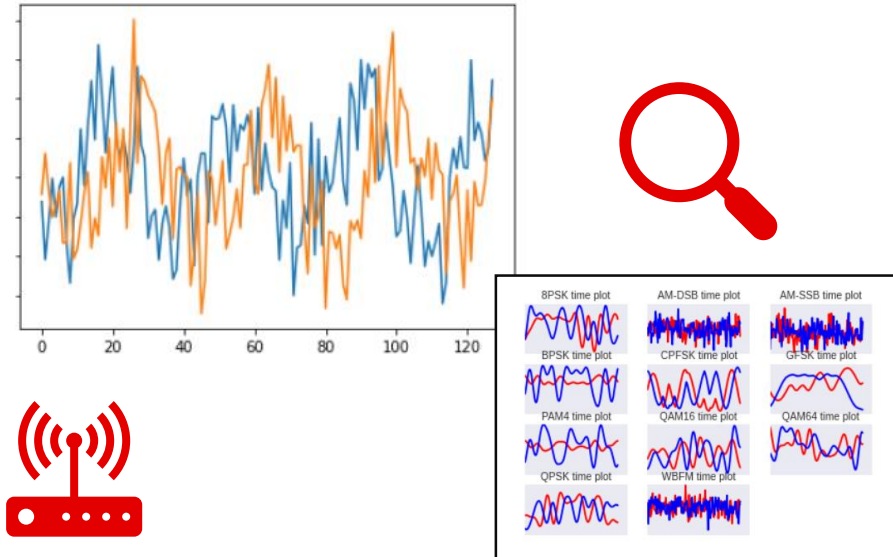 0 20 40 60 80 100 120
8PSK time plot AM-DSB time plot AM-SSB time plot
BPSK time plot CPFSK time plot GFSK time plot
PAM4 time plot QAM16 time plot QAM64 time plot
QPSK time plot WBFM time plot